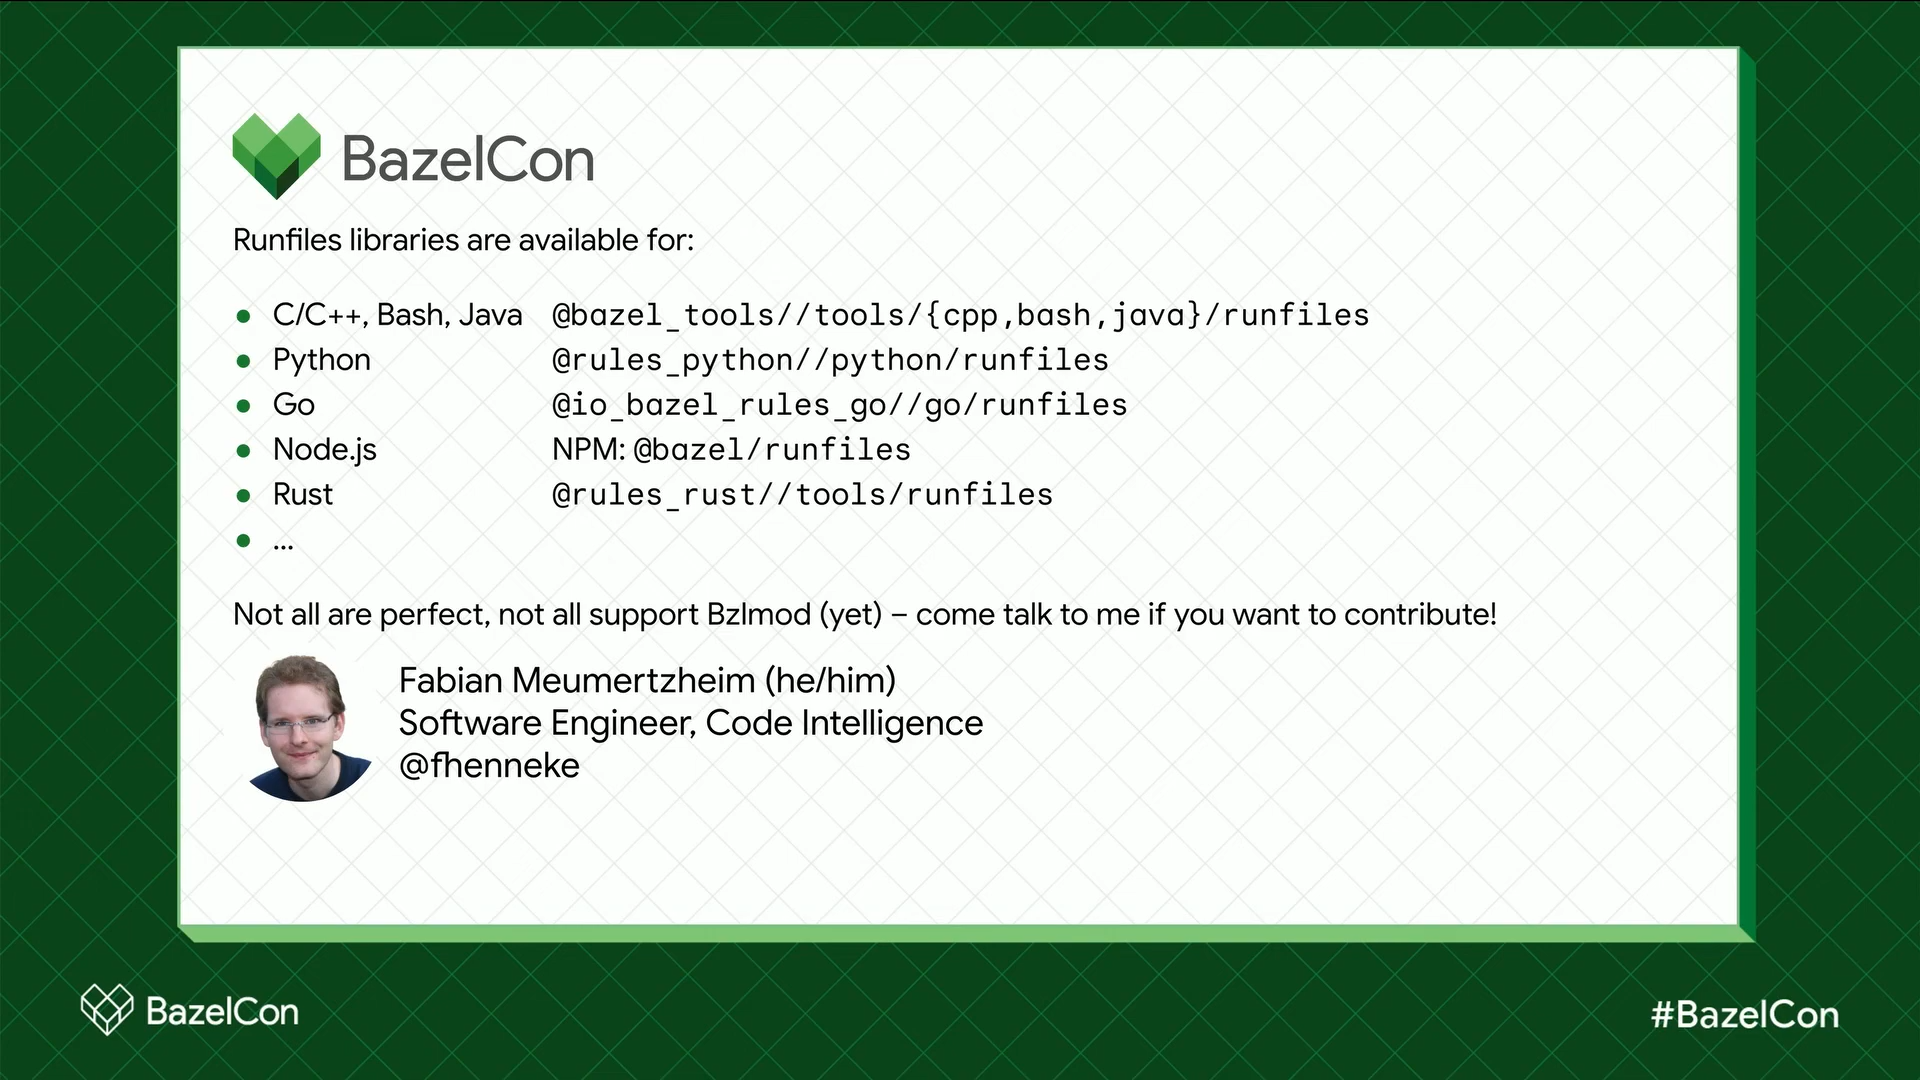 BazelCon
Runfiles libraries are available for:
● C/C++, Bash, Java @bazel_tools//tools/{cpp,bash,java}/runfiles
● Python @rules_python//python/runfiles
● Go @io_bazel_rules_go//go/runfiles
● Node.js NPM: @bazel/runfiles
● Rust @rules_rust//tools/runfiles
● ...
Not all are perfect, not all support Bzlmod (yet) – come talk to me if you want to contribute!
Fabian Meumertzheim (he/him)
Software Engineer, Code Intelligence
@fhenneke
BazelCon
#BazelCon